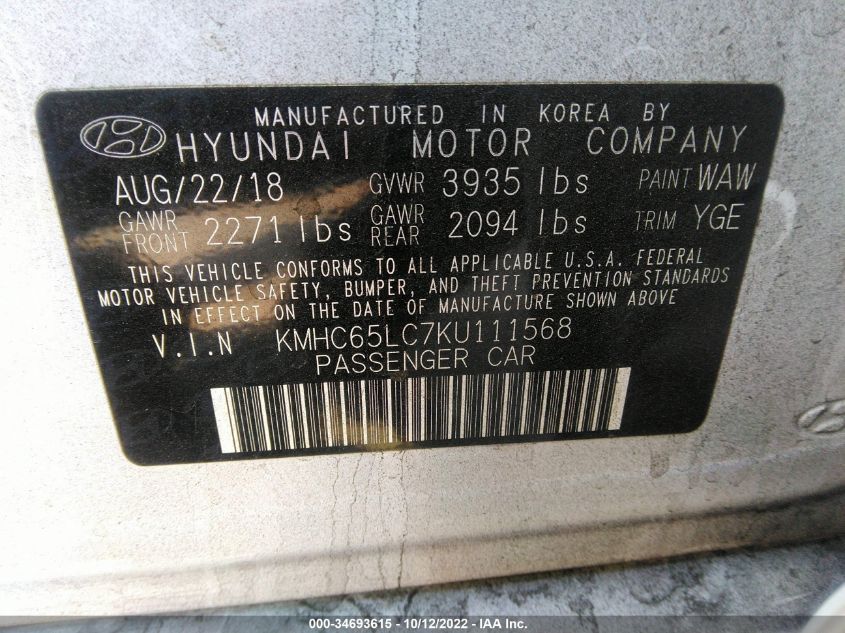 MANUFACTURED IN KOREA BY
HYUNDAI MOTOR COMPANY
AUG/22/18 GVWR 3935 lbs PAINT WAW
GAWR FRONT 2271 lbs GAWR REAR 2094 lbs TRIM YGE
THIS VEHICLE CONFORMS TO ALL APPLICABLE U.S.A. FEDERAL
MOTOR VEHICLE SAFETY, BUMPER, AND THEFT PREVENTION STANDARDS
IN EFFECT ON THE DATE OF MANUFACTURE SHOWN ABOVE
V.I.N KMHC65LC7KU111568
PASSENGER CAR
000-34693615 - 10/12/2022 - IAA Inc.